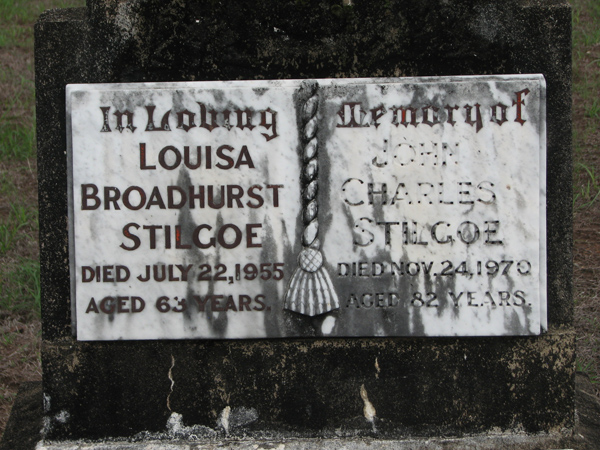 In Loving Memory of
LOUISA
BROADHURST
STILGOE
DIED JULY 22, 1955
AGED 63 YEARS.
JOHN
CHARLES
STILGOE
DIED NOV. 24, 1970
AGED 82 YEARS.